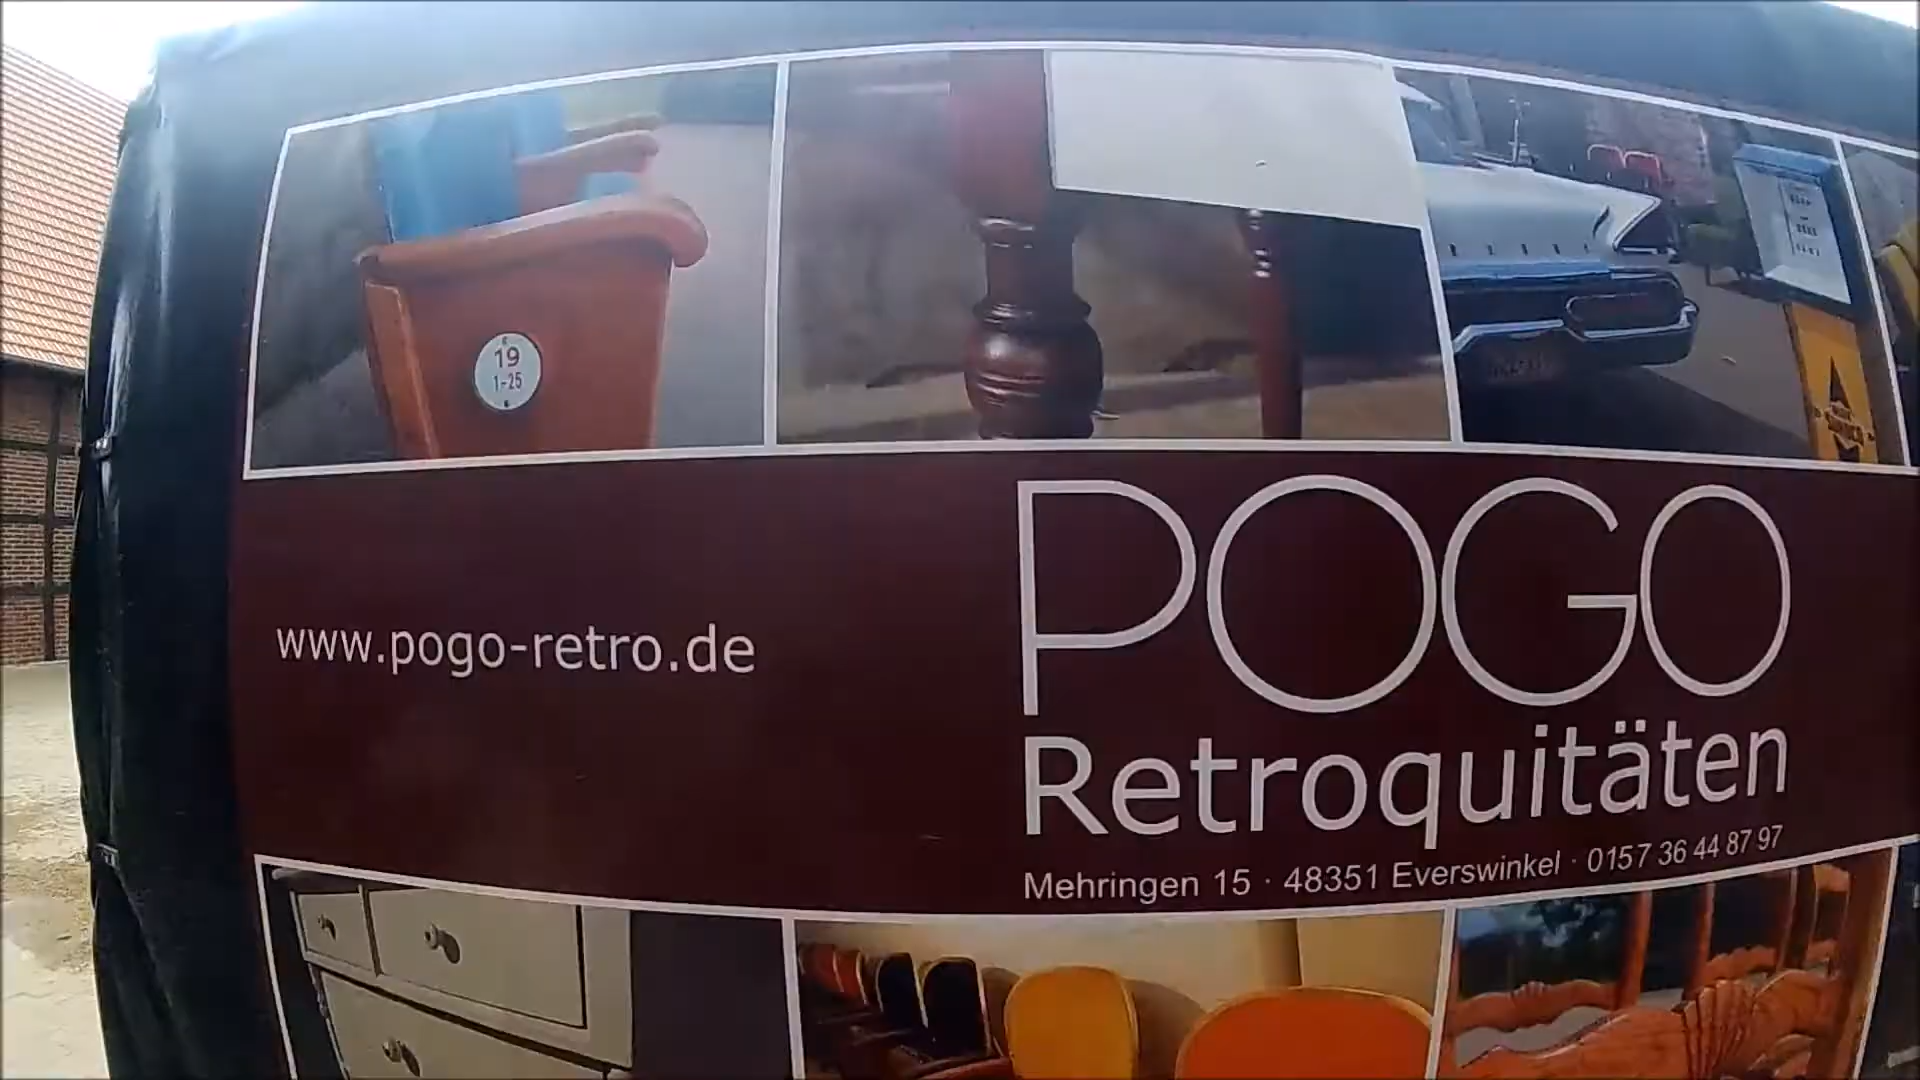 19
1-25
www.pogo-retro.de
POGO
Retroquitäten
Mehringen 15 · 48351 Everswinkel · 0157 36 44 87 97